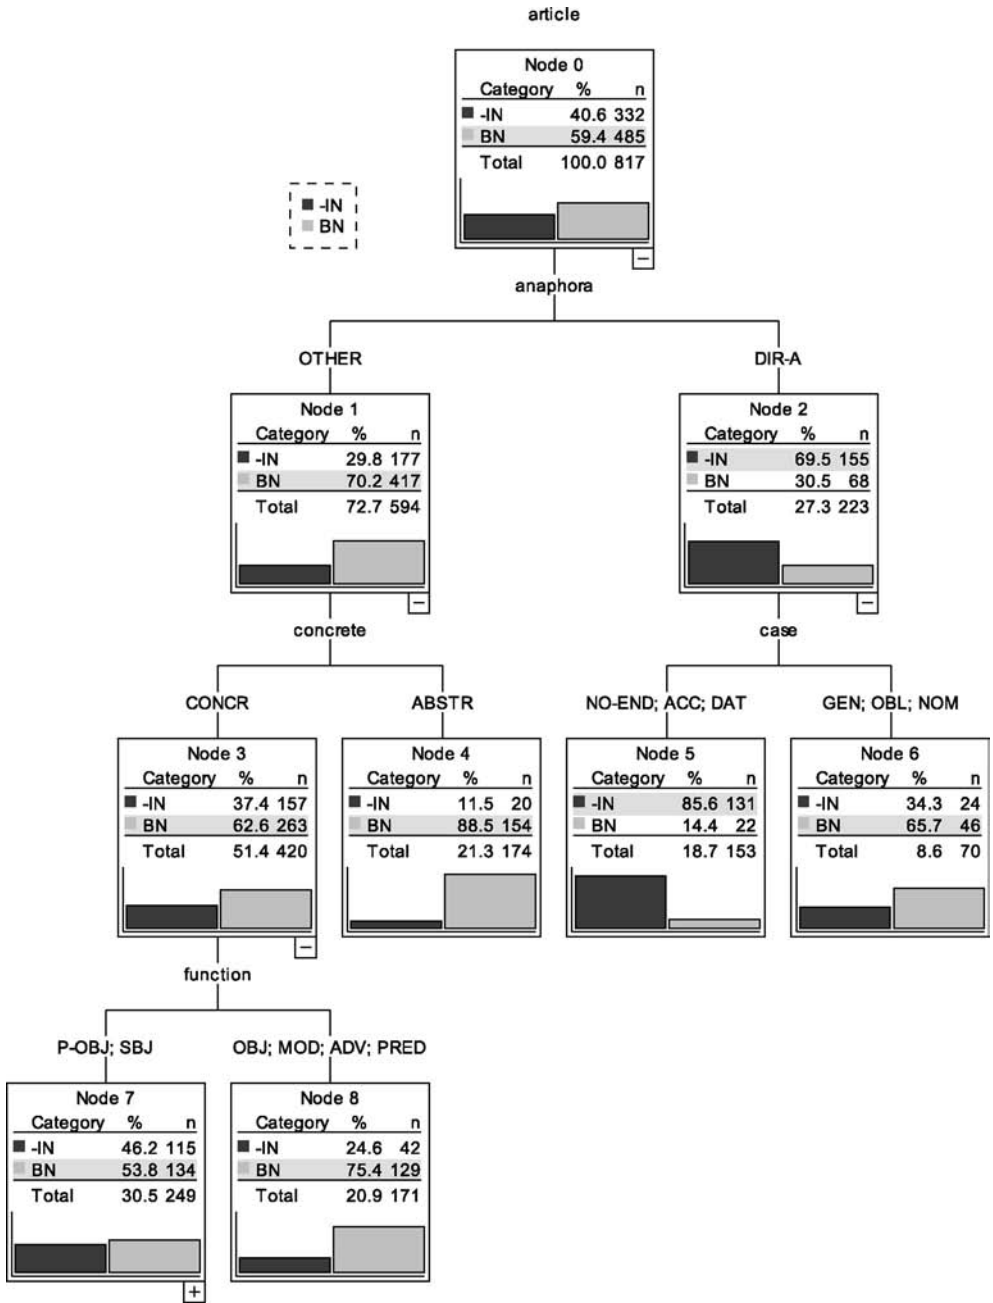 article
Node 0
Category % n
-IN 40.6 332
BN 59.4 485
Total 100.0 817
-IN
BN
anaphora
OTHER
DIR-A
Node 1
Category % n
-IN 29.8 177
BN 70.2 417
Total 72.7 594
Node 2
Category % n
-IN 69.5 155
BN 30.5 68
Total 27.3 223
concrete
case
CONCR
ABSTR
NO-END; ACC; DAT
GEN; OBL; NOM
Node 3
Category % n
-IN 37.4 157
BN 62.6 263
Total 51.4 420
Node 4
Category % n
-IN 11.5 20
BN 88.5 154
Total 21.3 174
Node 5
Category % n
-IN 85.6 131
BN 14.4 22
Total 18.7 153
Node 6
Category % n
-IN 34.3 24
BN 65.7 46
Total 8.6 70
function
P-OBJ; SBJ
OBJ; MOD; ADV; PRED
Node 7
Category % n
-IN 46.2 115
BN 53.8 134
Total 30.5 249
Node 8
Category % n
-IN 24.6 42
BN 75.4 129
Total 20.9 171